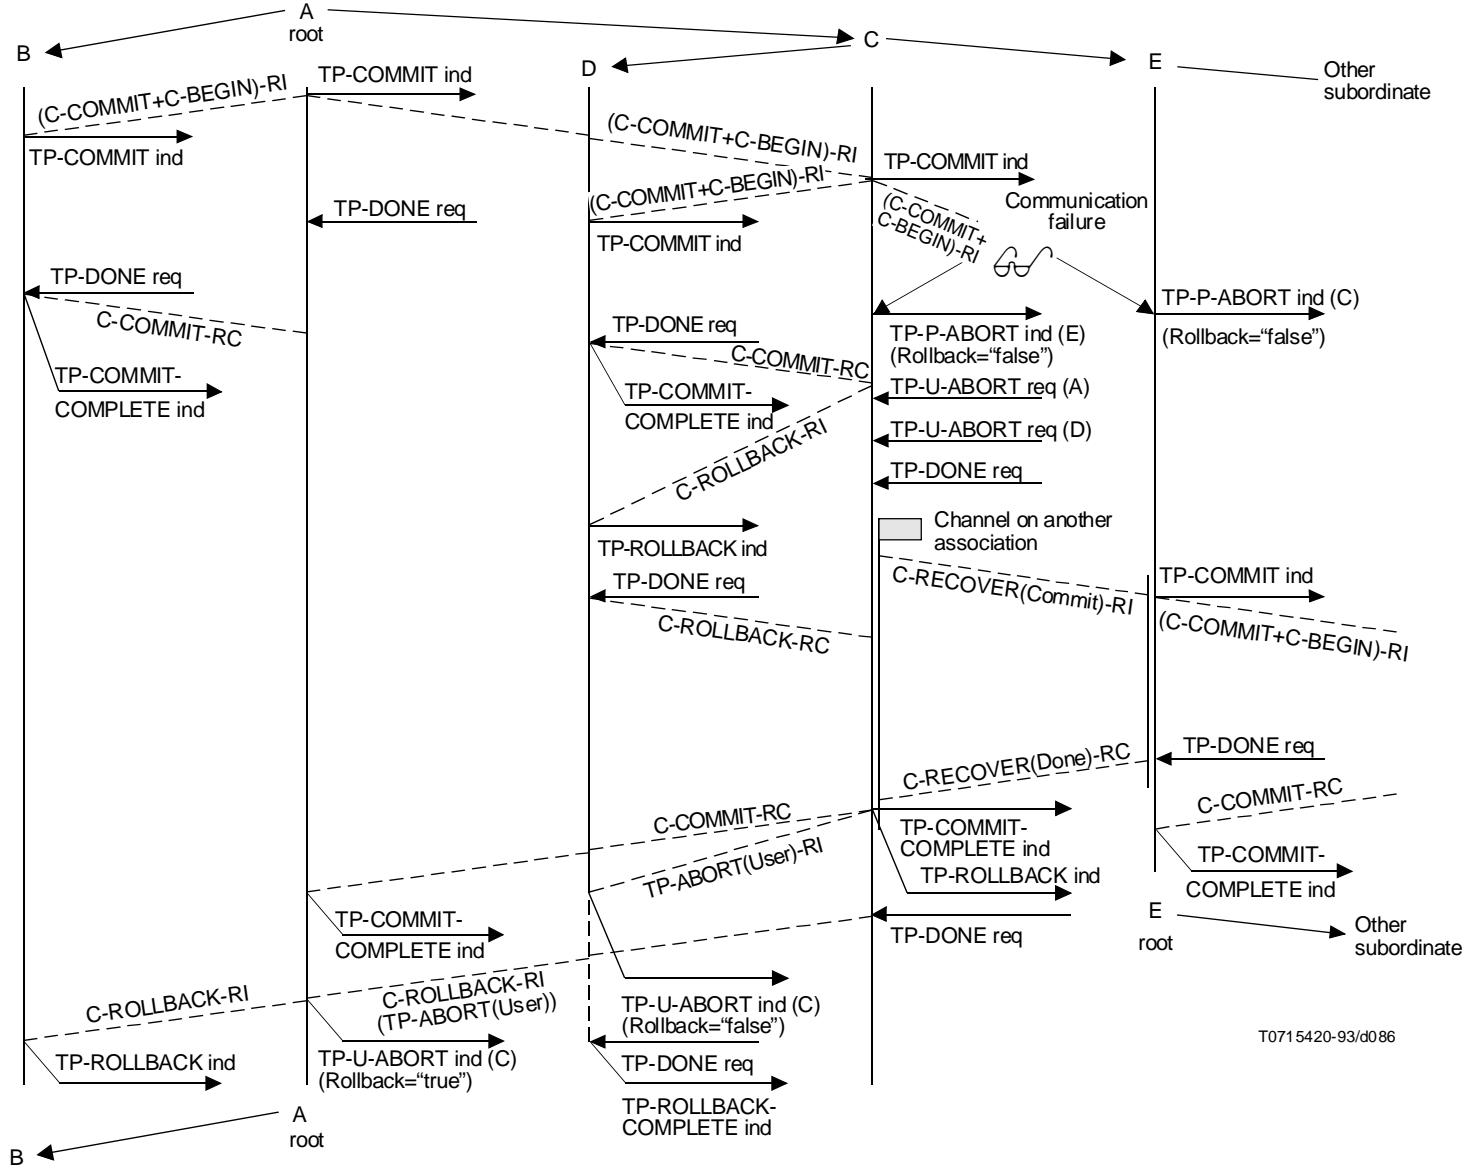 A
root
B
C
D
E
Other
subordinate
TP-COMMIT ind
(C-COMMIT+C-BEGIN)-RI
TP-COMMIT ind
(C-COMMIT+C-BEGIN)-RI
TP-COMMIT ind
(C-COMMIT+C-BEGIN)-RI
TP-COMMIT ind
(C-COMMIT+
C-BEGIN)-RI
Communication
failure
TP-DONE req
TP-DONE req
C-COMMIT-RC
TP-COMMIT-
COMPLETE ind
TP-P-ABORT ind (C)
(Rollback="false")
TP-DONE req
C-COMMIT-RC
TP-COMMIT-
COMPLETE ind
TP-P-ABORT ind (E)
(Rollback="false")
TP-U-ABORT req (A)
TP-U-ABORT req (D)
TP-DONE req
C-ROLLBACK-RI
TP-ROLLBACK ind
Channel on another
association
TP-DONE req
C-ROLLBACK-RC
C-RECOVER(Commit)-RI
TP-COMMIT ind
(C-COMMIT+C-BEGIN)-RI
TP-DONE req
C-RECOVER(Done)-RC
C-COMMIT-RC
C-COMMIT-RC
TP-ABORT(User)-RI
TP-COMMIT-
COMPLETE ind
TP-ROLLBACK ind
TP-COMMIT-
COMPLETE ind
TP-COMMIT-
COMPLETE ind
TP-DONE req
E
root
Other
subordinate
C-ROLLBACK-RI
C-ROLLBACK-RI
(TP-ABORT(User))
TP-U-ABORT ind (C)
(Rollback="false")
TP-ROLLBACK ind
TP-U-ABORT ind (C)
(Rollback="true")
TP-DONE req
TP-ROLLBACK-
COMPLETE ind
T0715420-93/d086
A
root
B